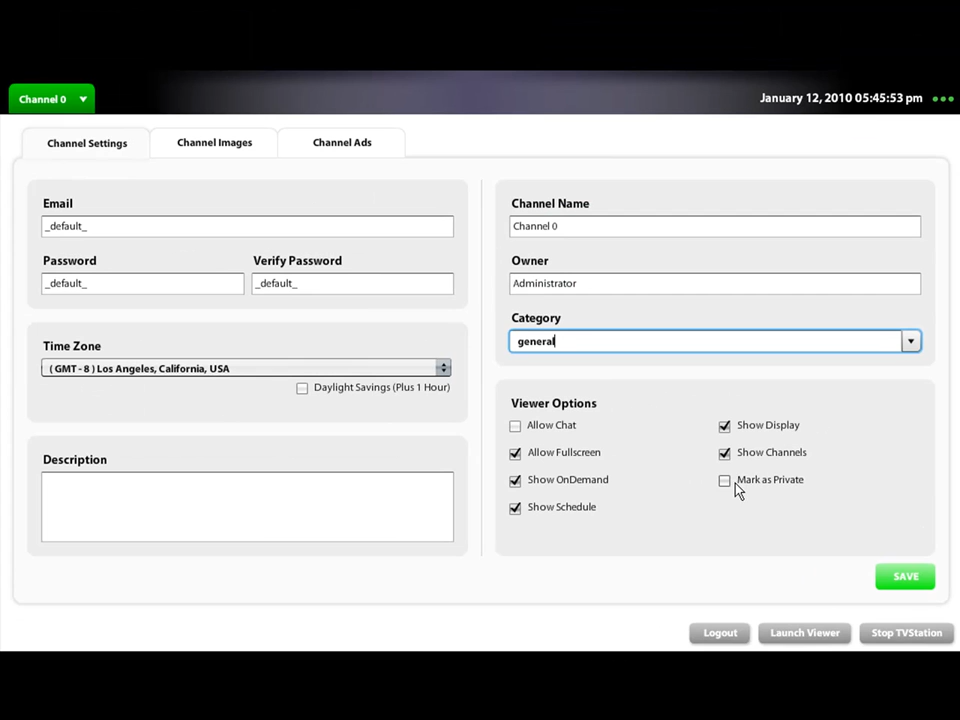 Channel 0
January 12, 2010 05:45:53 pm
Channel Settings
Channel Images
Channel Ads
Email
_default_
Password
Verify Password
_default_
_default_
Time Zone
( GMT - 8 ) Los Angeles, California, USA
Daylight Savings (Plus 1 Hour)
Description
Channel Name
Channel 0
Owner
Administrator
Category
general
Viewer Options
Allow Chat
Show Display
Allow Fullscreen
Show Channels
Show OnDemand
Mark as Private
Show Schedule
SAVE
Logout
Launch Viewer
Stop TVStation